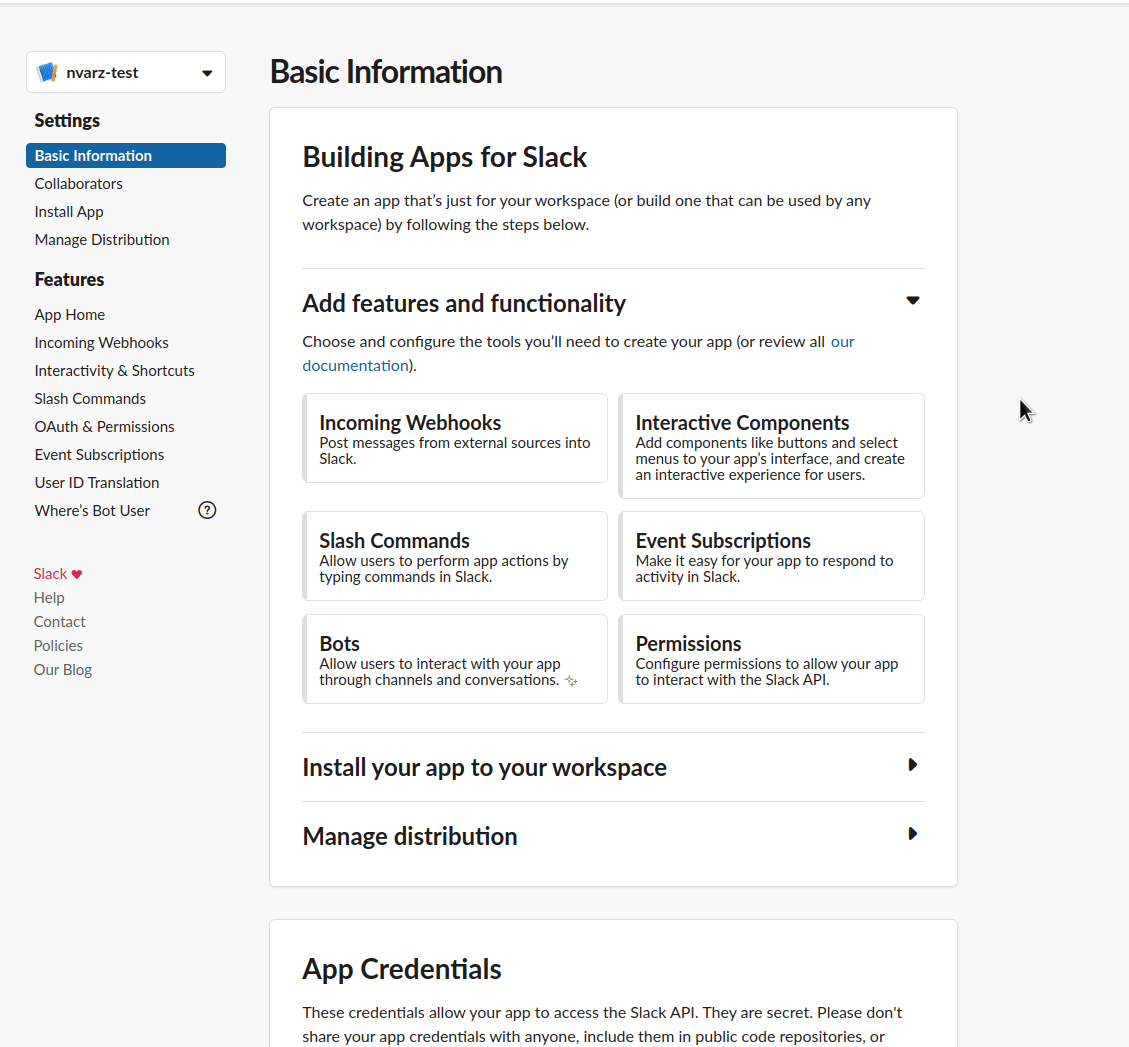 nvarz-test
Settings
Basic Information
Collaborators
Install App
Manage Distribution
Features
App Home
Incoming Webhooks
Interactivity & Shortcuts
Slash Commands
OAuth & Permissions
Event Subscriptions
User ID Translation
Where's Bot User ?
Slack
Help
Contact
Policies
Our Blog
Basic Information
Building Apps for Slack
Create an app that's just for your workspace (or build one that can be used by any
workspace) by following the steps below.
Add features and functionality
Choose and configure the tools you'll need to create your app (or review all our
documentation).
Incoming Webhooks
Post messages from external sources into
Slack.
Interactive Components
Add components like buttons and select
menus to your app's interface, and create
an interactive experience for users.
Slash Commands
Allow users to perform app actions by
typing commands in Slack.
Event Subscriptions
Make it easy for your app to respond to
activity in Slack.
Bots
Allow users to interact with your app
through channels and conversations.
Permissions
Configure permissions to allow your app
to interact with the Slack API.
Install your app to your workspace
Manage distribution
App Credentials
These credentials allow your app to access the Slack API. They are secret. Please don't
share your app credentials with anyone, include them in public code repositories, or